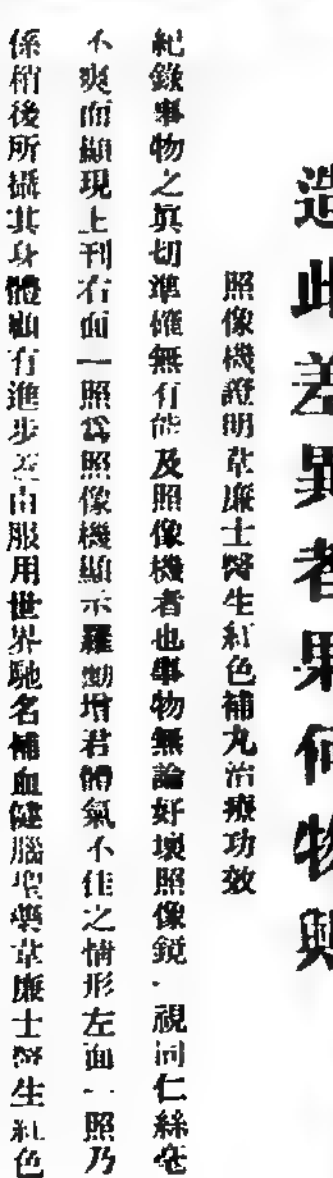 造此差異者果何物歟
照像機證明韋廉士醫生紅色補丸治療功效
紀錄事物之眞切準確無有能及照像機者也事物無論好壞照像鏡一視同仁絲毫
不爽而顯現上刊右面一照爲照像機顯示羅勳增君體氣不佳之情形左面一照乃
係稍後所攝其身體頗有進步之由服用世界馳名補血健腦聖藥韋廉士醫生紅色